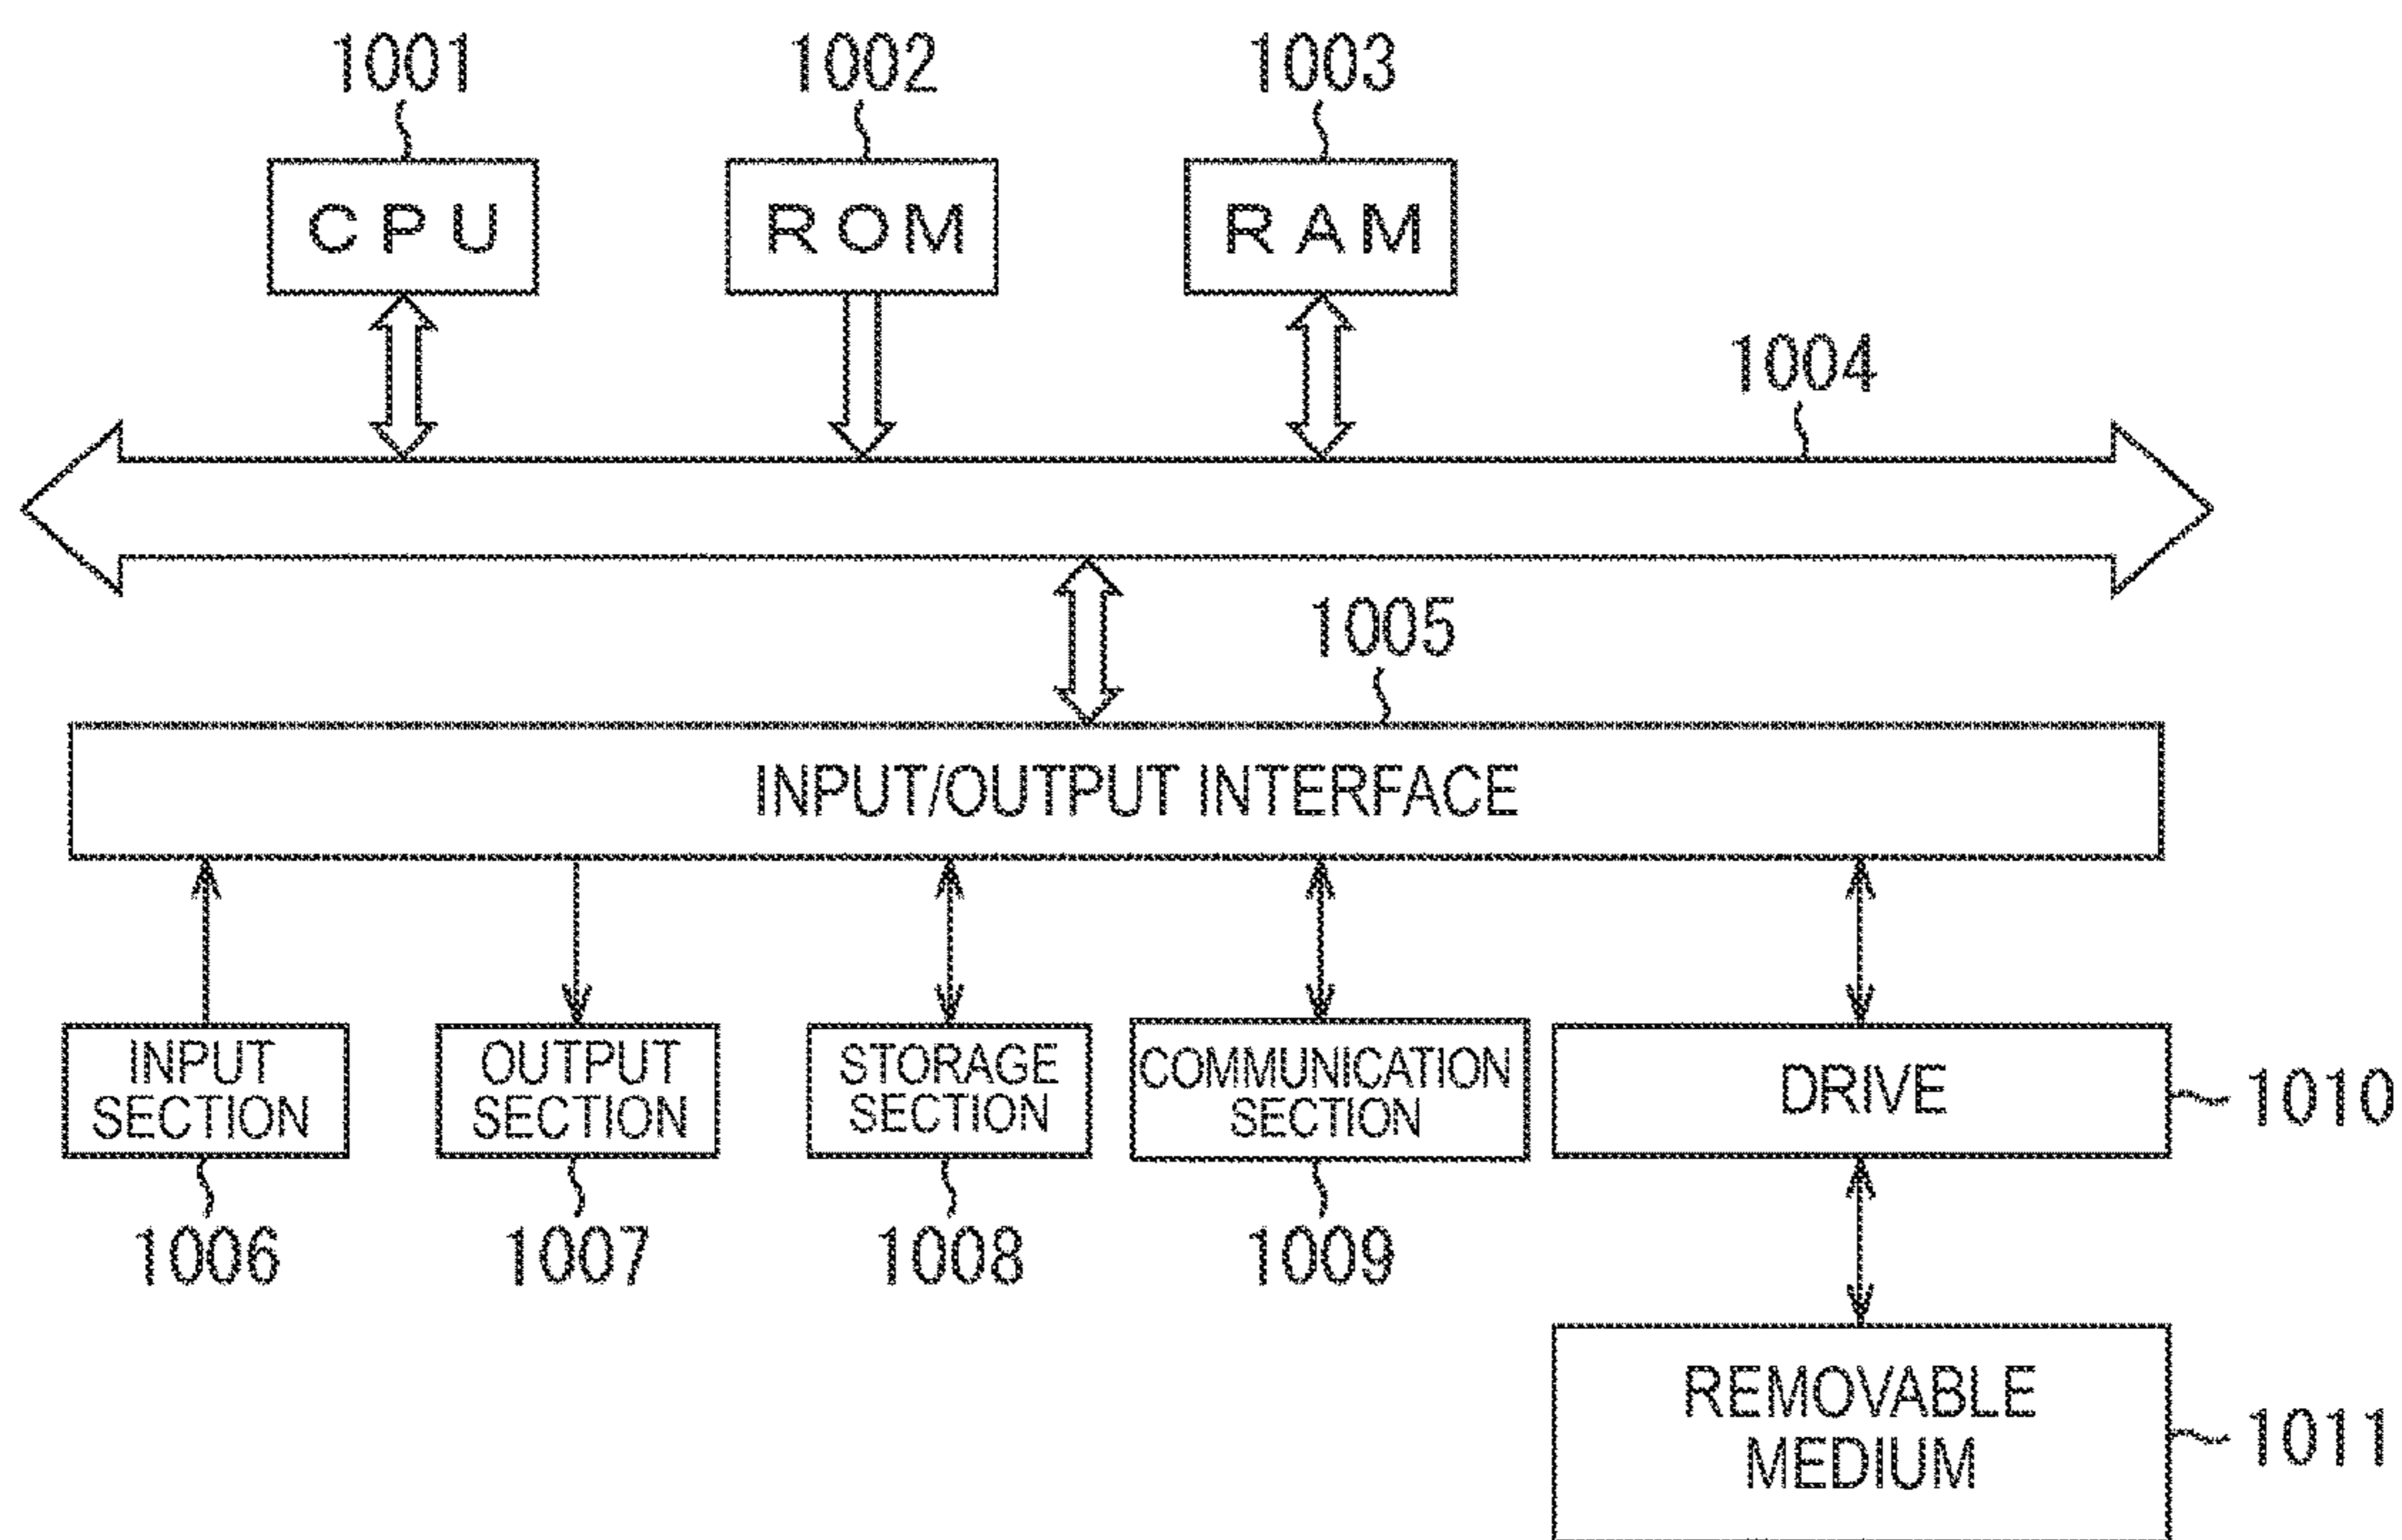 1001
1002
1003
CPU
ROM
RAM
1004
1005
INPUT/OUTPUT INTERFACE
INPUT
SECTION
OUTPUT
SECTION
STORAGE
SECTION
COMMUNICATION
SECTION
DRIVE
1010
1006
1007
1008
1009
REMOVABLE
MEDIUM
1011